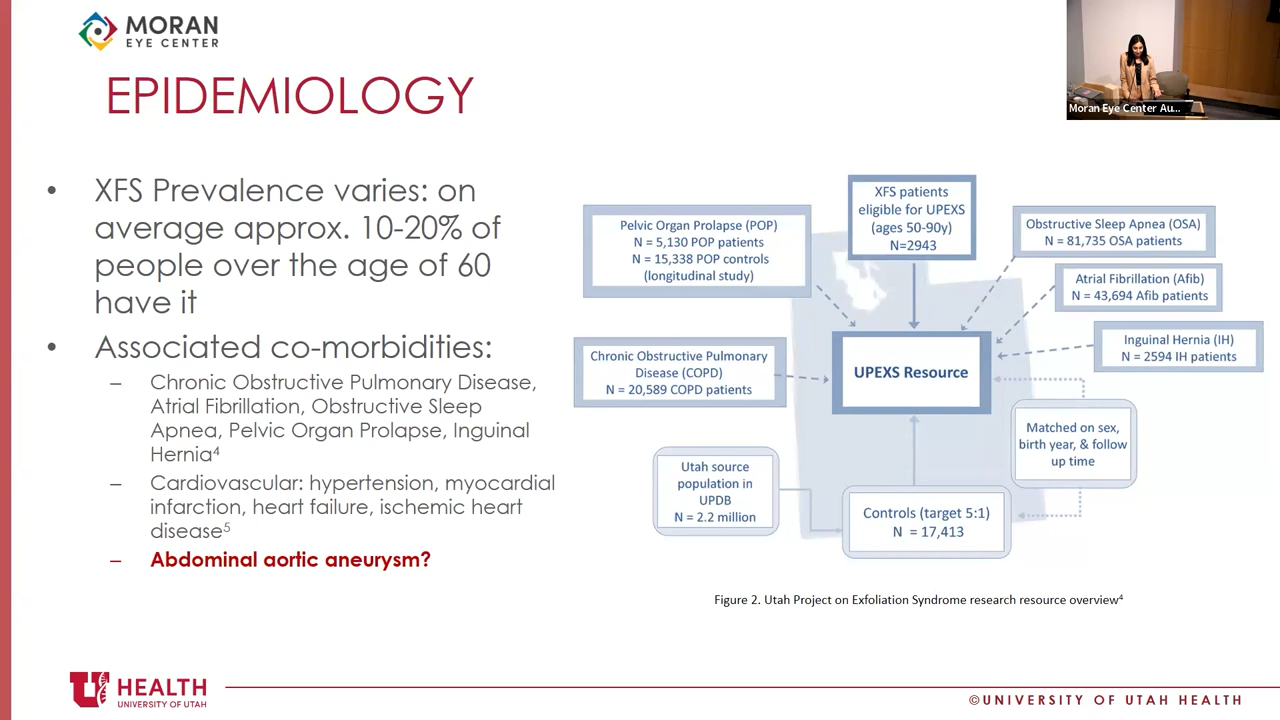 MORAN
EYE CENTER
EPIDEMIOLOGY
Moran Eye Center Au...
• XFS Prevalence varies: on
average approx. 10-20% of
people over the age of 60
have it
• Associated co-morbidities:
– Chronic Obstructive Pulmonary Disease,
Atrial Fibrillation, Obstructive Sleep
Apnea, Pelvic Organ Prolapse, Inguinal
Hernia⁴
– Cardiovascular: hypertension, myocardial
infarction, heart failure, ischemic heart
disease⁵
– Abdominal aortic aneurysm?
XFS patients
eligible for UPEXS
(ages 50-90y)
N=2943
Pelvic Organ Prolapse (POP)
N = 5,130 POP patients
N = 15,338 POP controls
(longitudinal study)
Obstructive Sleep Apnea (OSA)
N = 81,735 OSA patients
Atrial Fibrillation (Afib)
N = 43,694 Afib patients
Inguinal Hernia (IH)
N = 2594 IH patients
Chronic Obstructive Pulmonary
Disease (COPD)
N = 20,589 COPD patients
UPEXS Resource
Matched on sex,
birth year, & follow
up time
Utah source
population in
UPDB
N = 2.2 million
Controls (target 5:1)
N = 17,413
Figure 2. Utah Project on Exfoliation Syndrome research resource overview⁴
U HEALTH
UNIVERSITY OF UTAH
©UNIVERSITY OF UTAH HEALTH